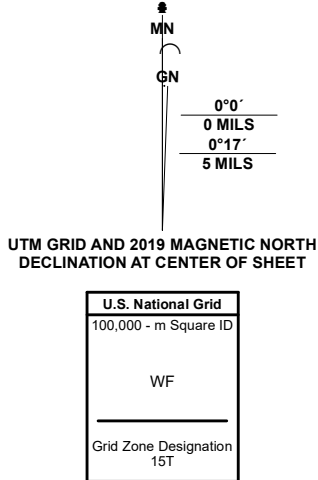 MN
GN
0°0´
0 MILS
0°17´
5 MILS
UTM GRID AND 2019 MAGNETIC NORTH
DECLINATION AT CENTER OF SHEET
U.S. National Grid
100,000 - m Square ID
WF
Grid Zone Designation
15T